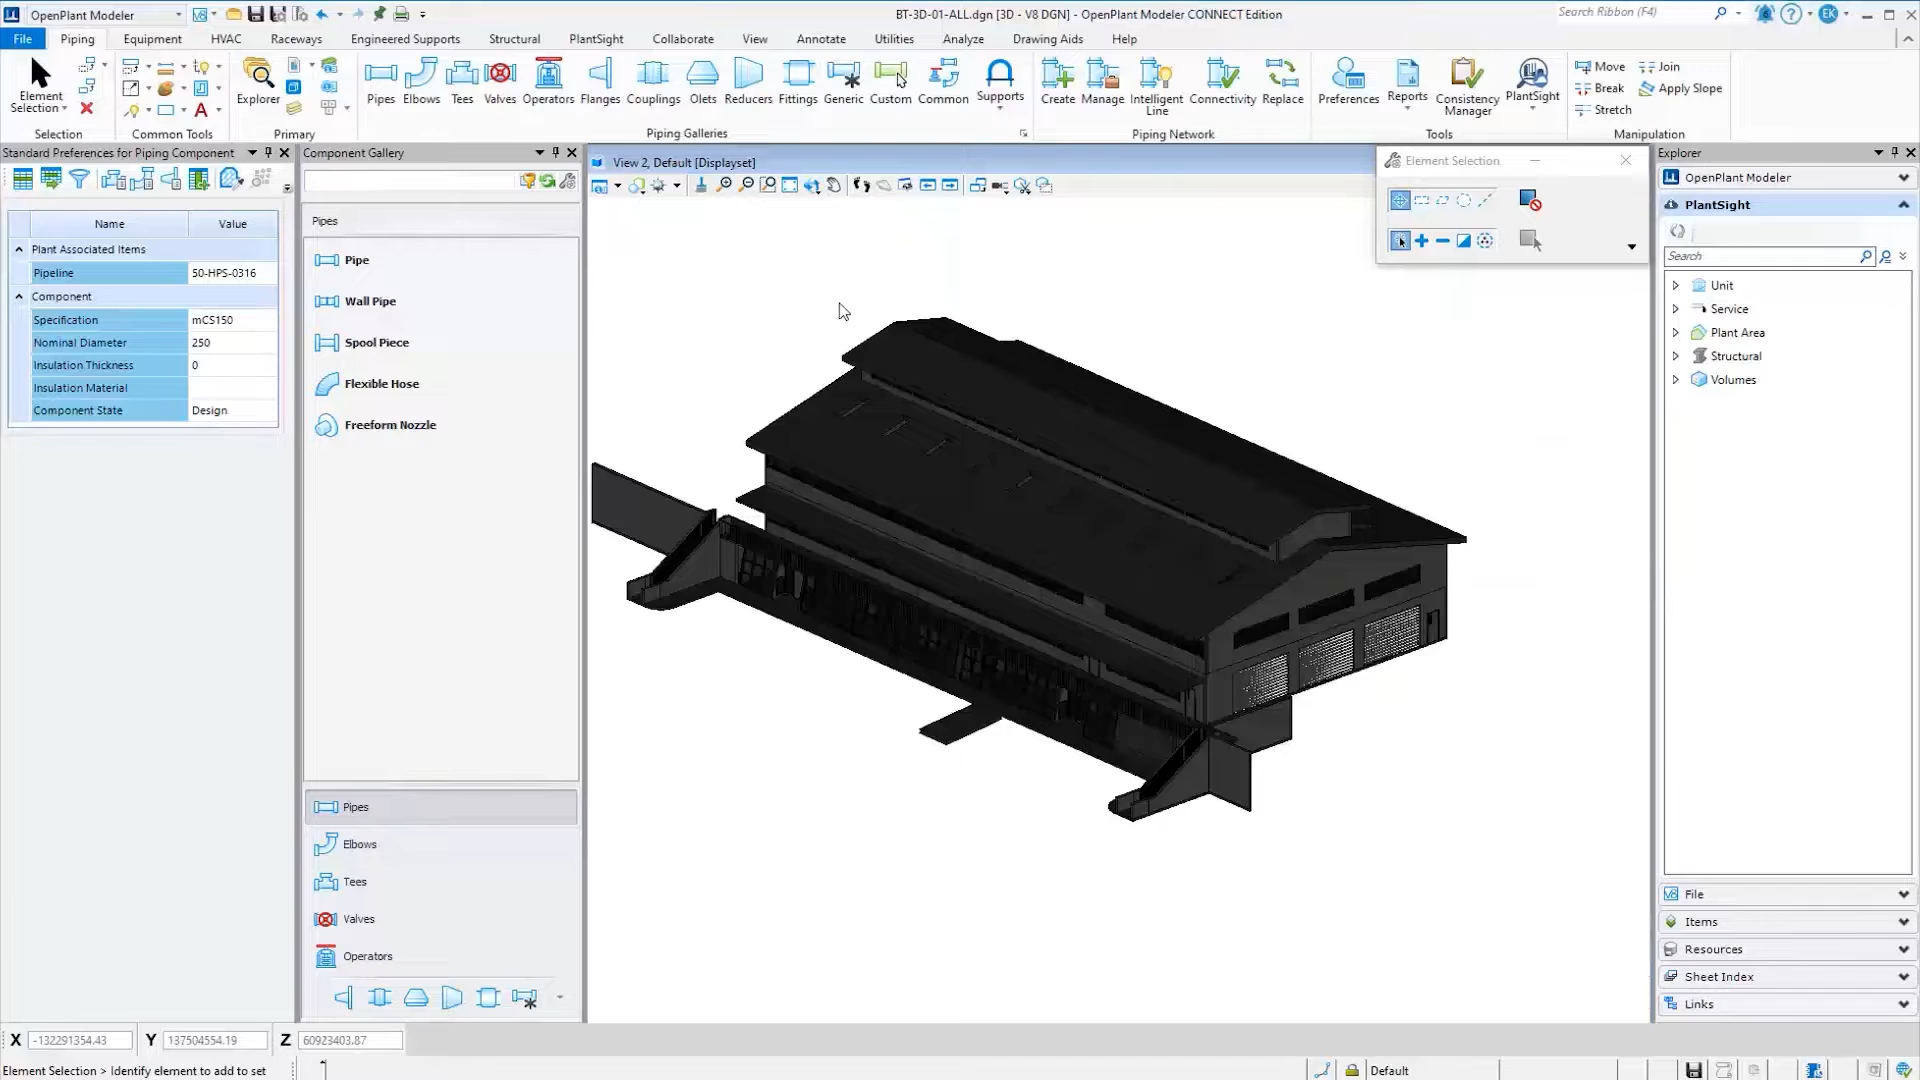 OpenPlant Modeler
BT-3D-01-ALL.dgn [3D - V8 DGN] - OpenPlant Modeler CONNECT Edition
Search Ribbon (F4)
EK
File
Piping
Equipment
HVAC
Raceways
Engineered Supports
Structural
PlantSight
Collaborate
View
Annotate
Utilities
Analyze
Drawing Aids
Help
Element
Selection
Explorer
Pipes
Elbows
Tees
Valves
Operators
Flanges
Couplings
Olets
Reducers
Fittings
Generic
Custom
Common
Supports
Create
Manage
Intelligent
Line
Connectivity
Replace
Preferences
Reports
Consistency
Manager
PlantSight
Move
Join
Break
Apply Slope
Stretch
Selection
Common Tools
Primary
Piping Galleries
Piping Network
Tools
Manipulation
Standard Preferences for Piping Component
Name
Value
Plant Associated Items
Pipeline
50-HPS-0316
Component
Specification
mCS150
Nominal Diameter
250
Insulation Thickness
0
Insulation Material
Component State
Design
Component Gallery
Pipes
Pipe
Wall Pipe
Spool Piece
Flexible Hose
Freeform Nozzle
Pipes
Elbows
Tees
Valves
Operators
View 2, Default [Displayset]
Element Selection
Explorer
OpenPlant Modeler
PlantSight
Search
Unit
Service
Plant Area
Structural
Volumes
File
Items
Resources
Sheet Index
Links
X
-132291354.43
Y
137504554.19
Z
60923403.87
Element Selection > Identify element to add to set
Default